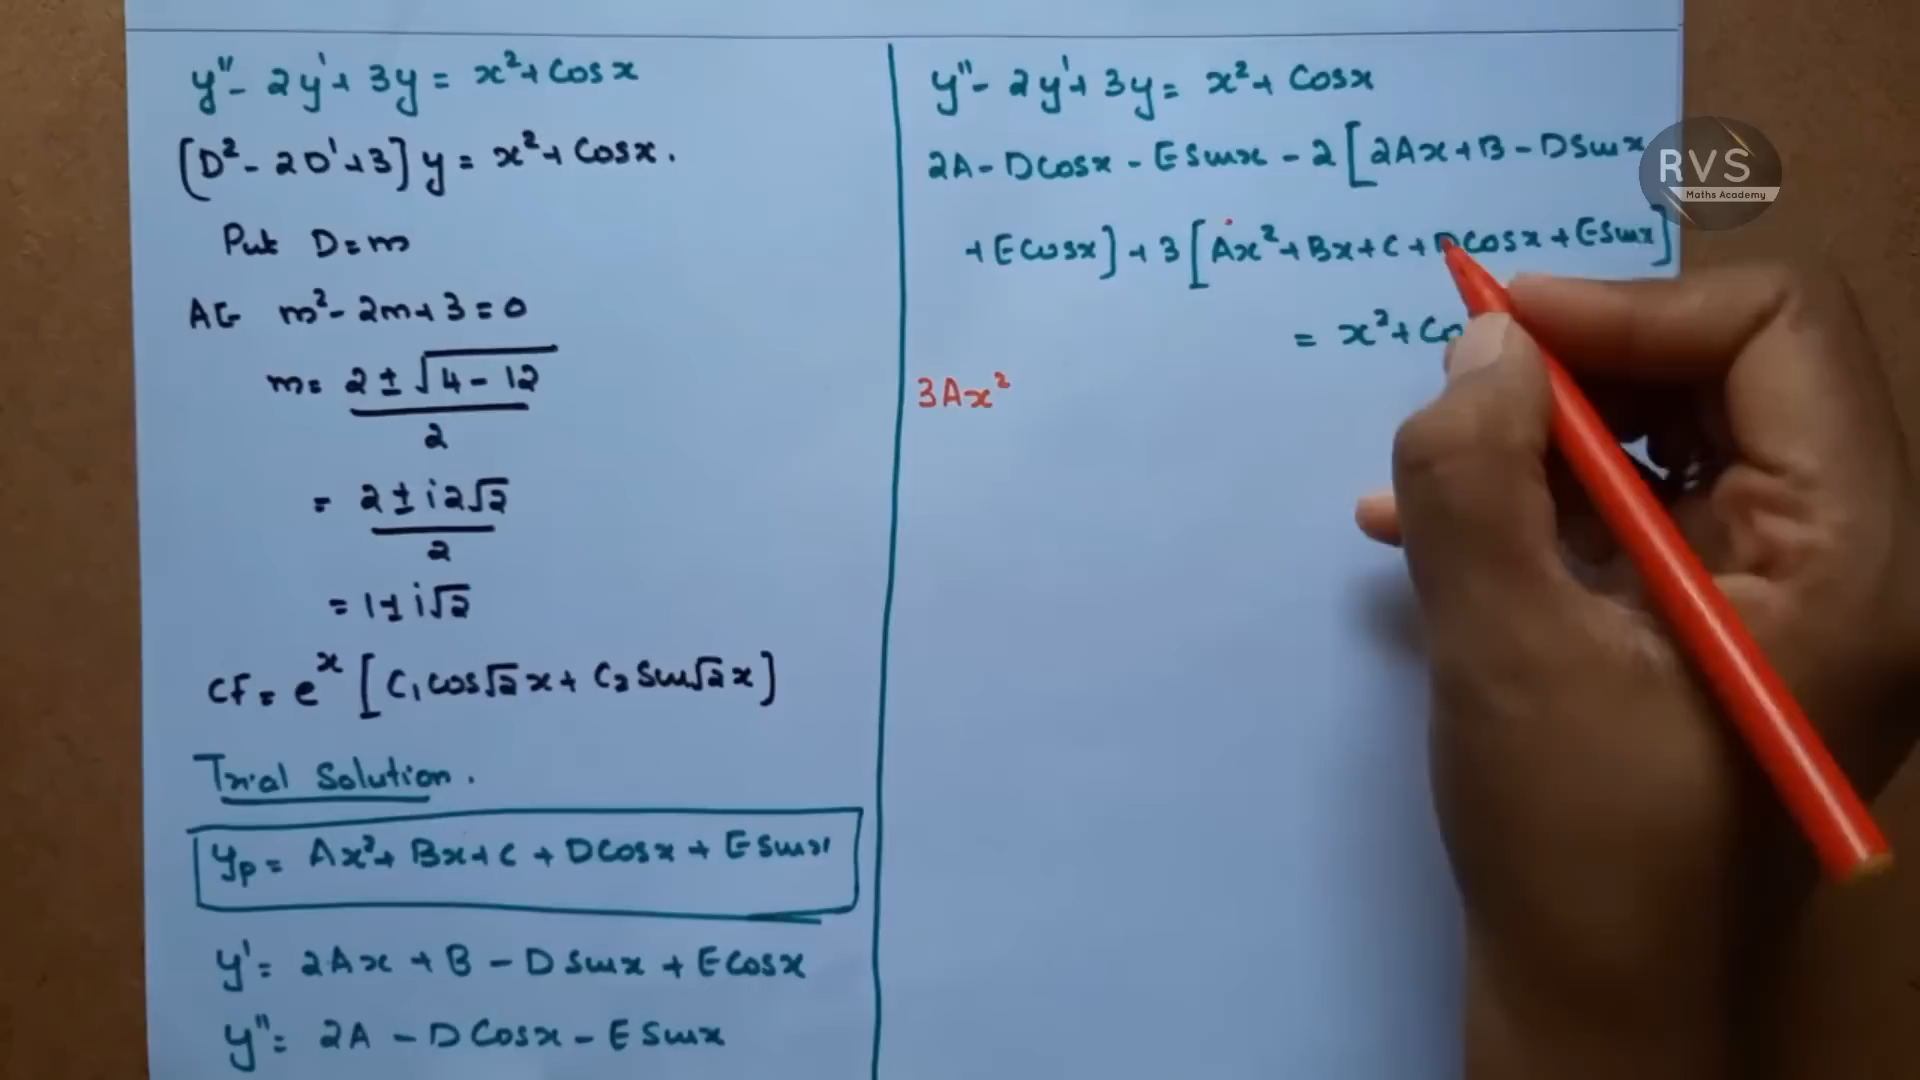 y" - 2y' + 3y = x² + Cos x
[D² - 2D' + 3] y = x² + Cosx.
Put D = m
AE m² - 2m + 3 = 0
m = 2 ± √4 - 12
2
= 2 ± i2√2
2
= 1 ± i√2
CF = e^x [C₁ cos√2 x + C₂ Sin√2 x]
Trial Solution.
yp = Ax² + Bx + C + D Cos x + E Sin x
y' = 2Ax + B - D Sin x + E Cos x
y" = 2A - D Cos x - E Sin x
y" - 2y' + 3y = x² + Cosx
2A - D Cos x - E Sin x - 2 [2Ax + B - D Sin x
+ E Cosx] + 3 [Ax² + Bx + C + D Cos x + E Sin x]
= x² + Co
3Ax²
RVS
Maths Academy